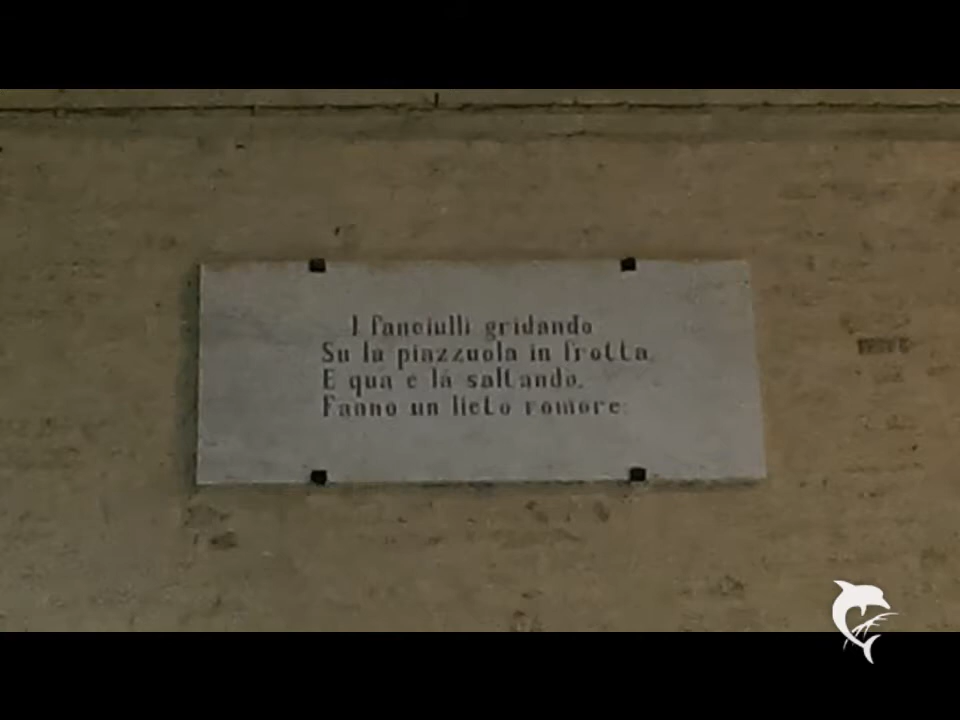 I fanciulli gridando
Su la piazzuola in frotta,
E qua e là saltando,
Fanno un lieto romore: